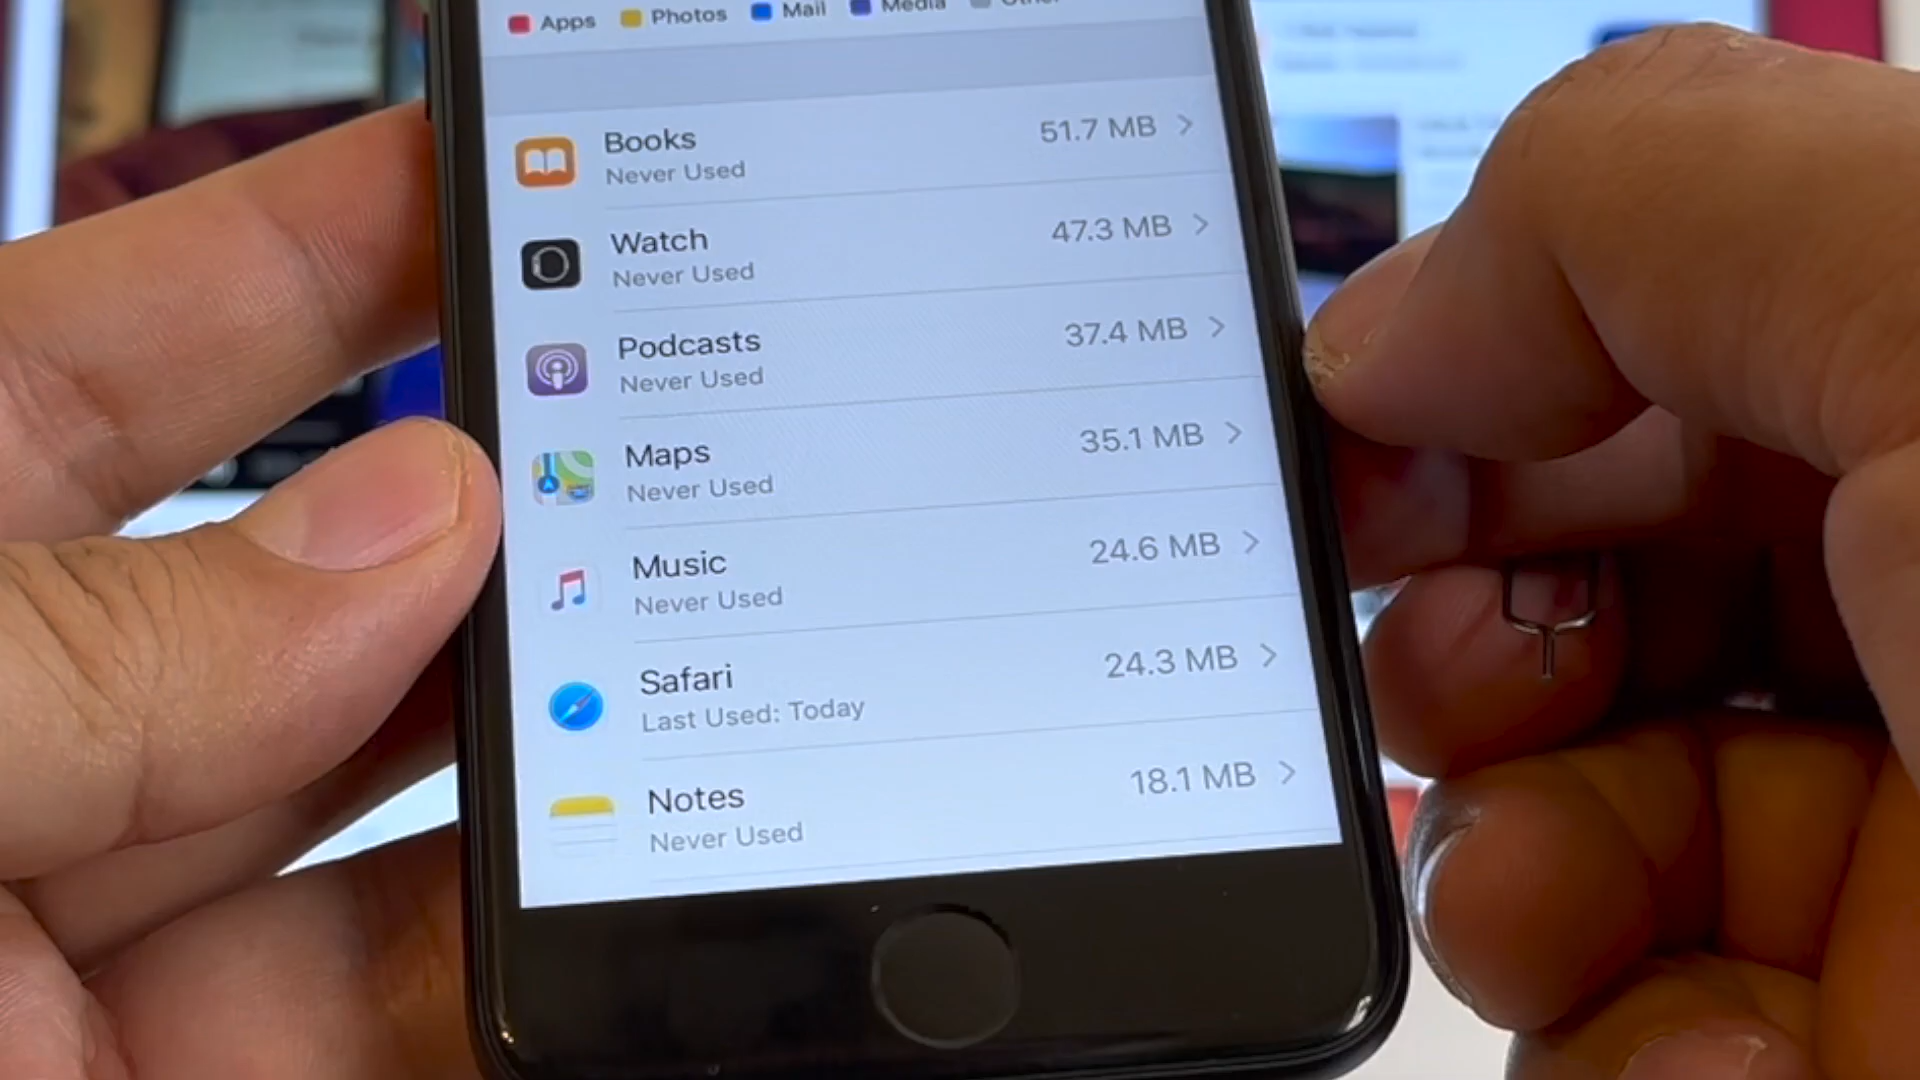 Apps Photos Mail Media Other
Books
51.7 MB
Never Used
Watch
47.3 MB
Never Used
Podcasts
37.4 MB
Never Used
Maps
35.1 MB
Never Used
Music
24.6 MB
Never Used
Safari
24.3 MB
Last Used: Today
Notes
18.1 MB
Never Used